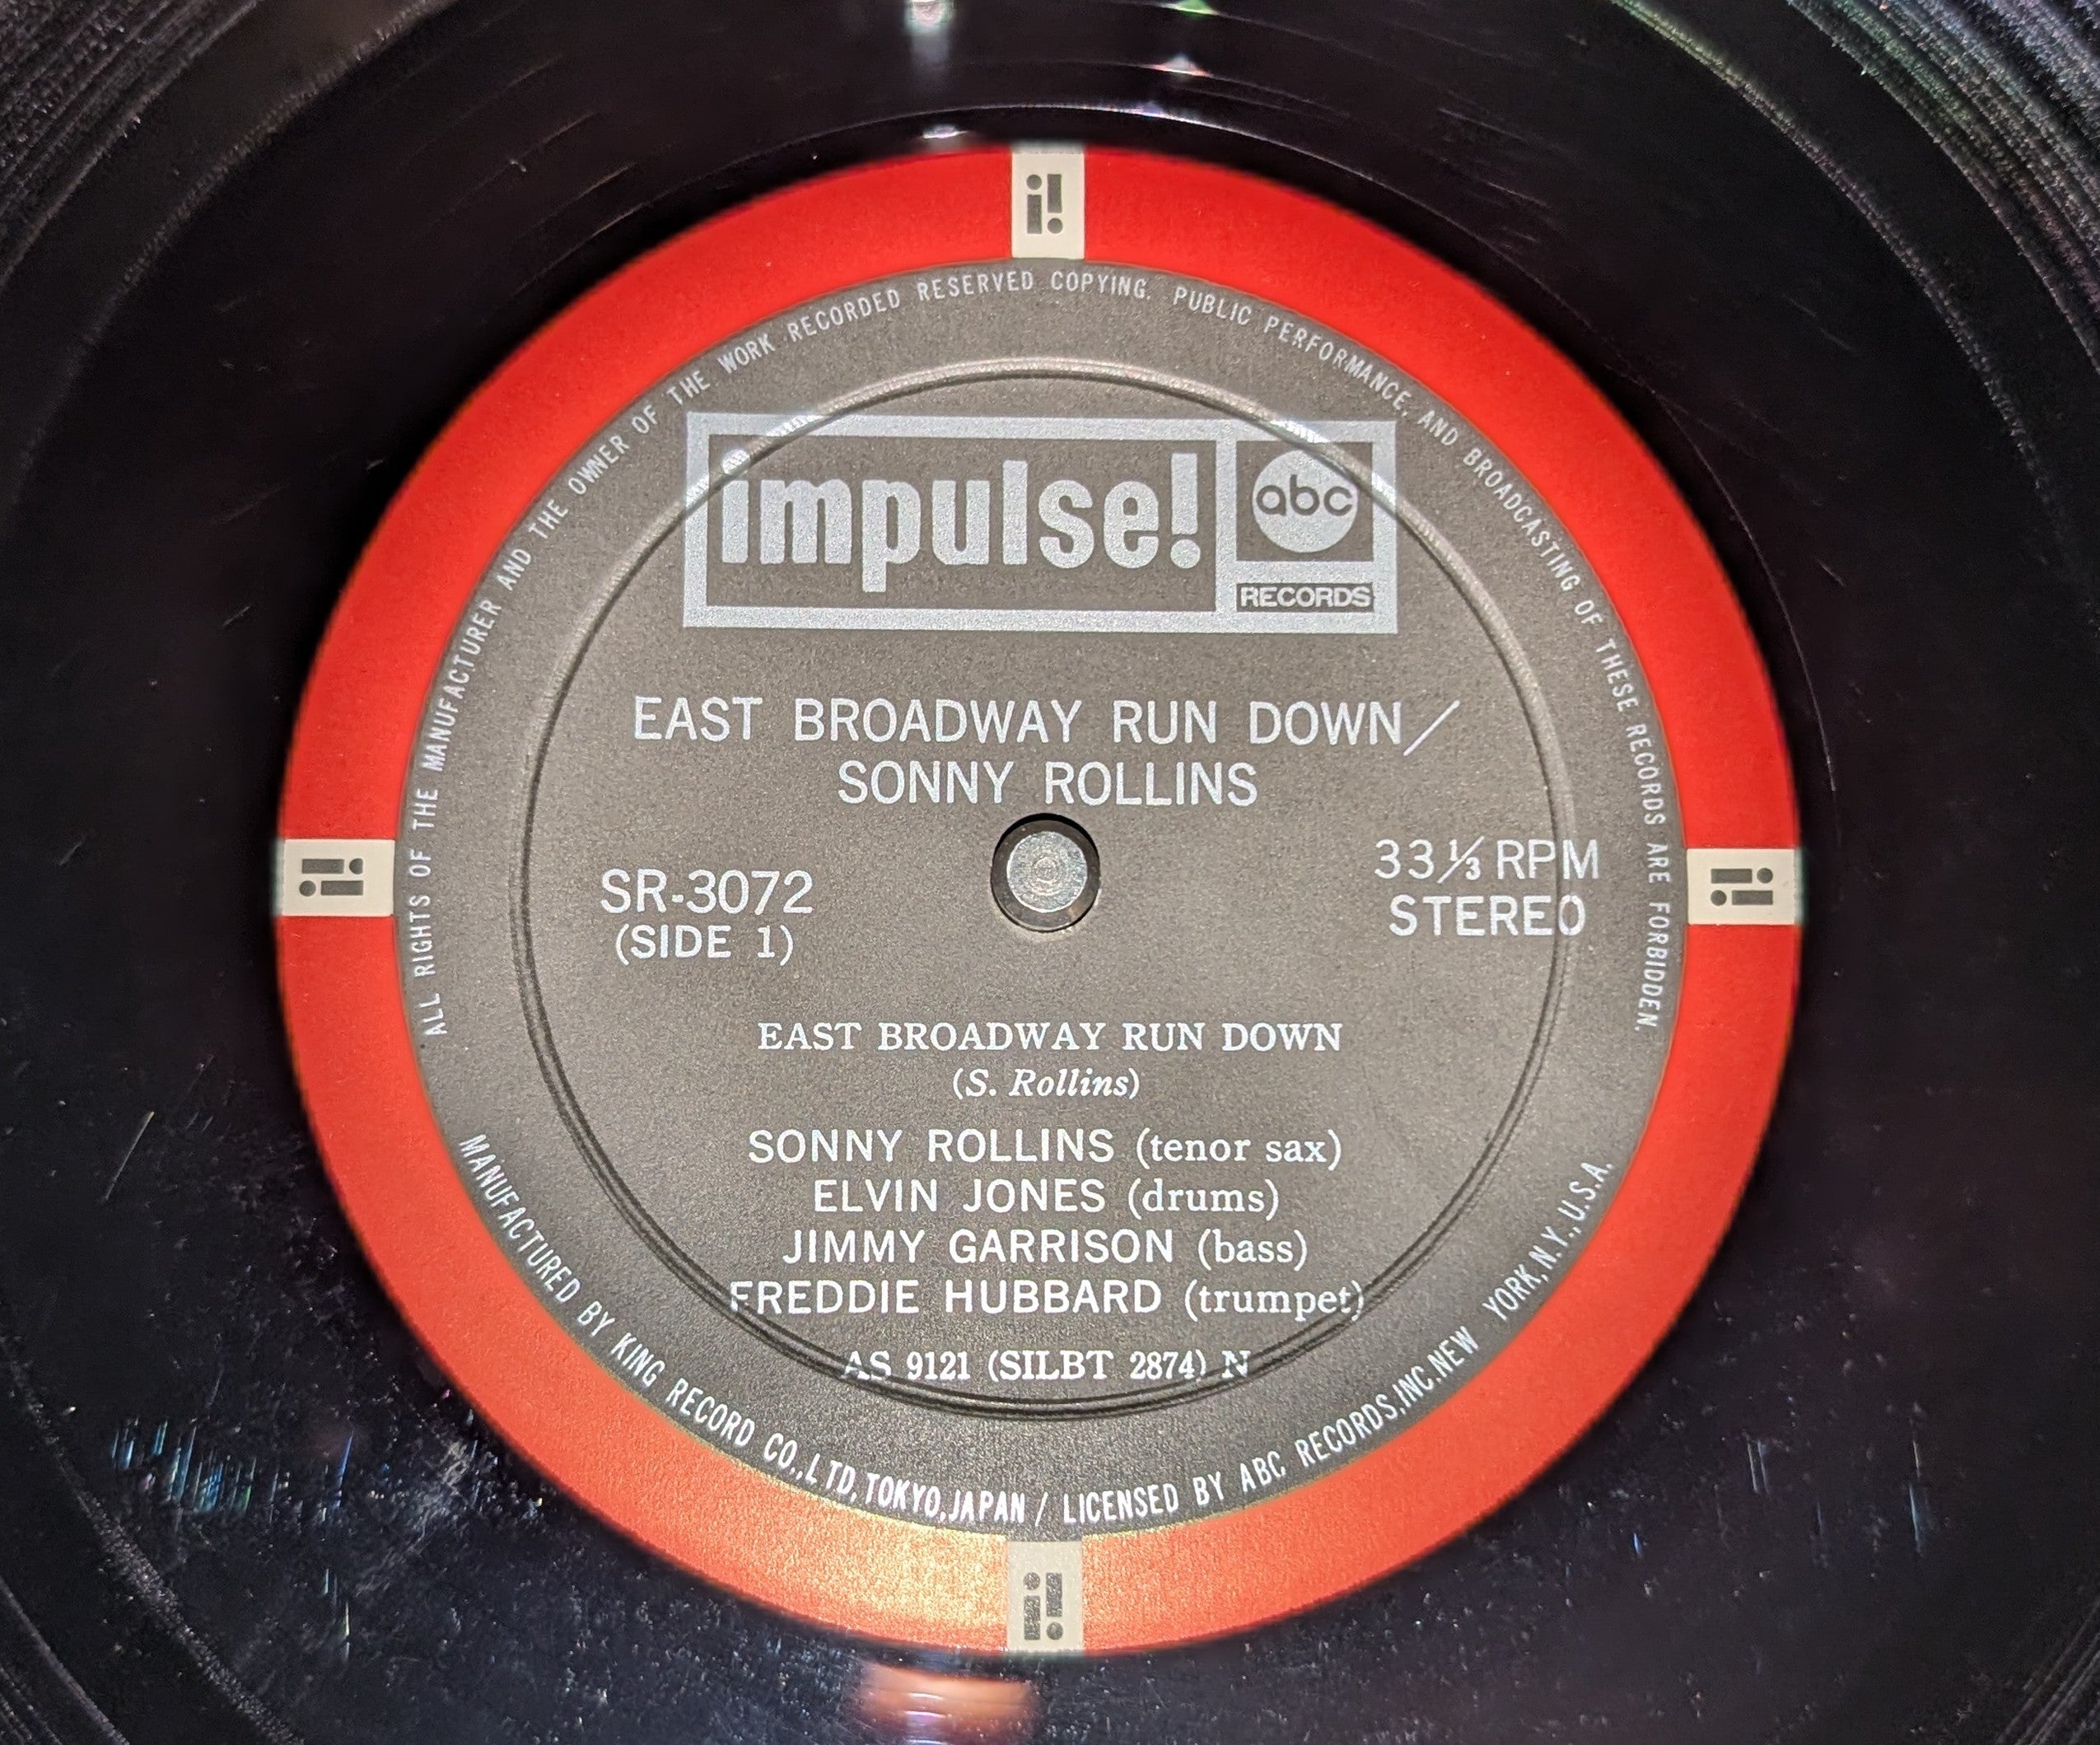 ALL RIGHTS OF THE MANUFACTURER AND THE OWNER OF THE WORK RECORDED RESERVED COPYING. PUBLIC PERFORMANCE. AND BROADCASTING OF THESE RECORDS ARE FORBIDDEN.
i!
impulse!
abc
RECORDS
EAST BROADWAY RUN DOWN/
SONNY ROLLINS
i!
SR-3072
(SIDE 1)
33⅓ RPM
STEREO
i!
EAST BROADWAY RUN DOWN
(S. Rollins)
SONNY ROLLINS (tenor sax)
ELVIN JONES (drums)
JIMMY GARRISON (bass)
FREDDIE HUBBARD (trumpet)
AS 9121 (SILBT 2874) N
MANUFACTURED BY KING RECORD CO.,LTD,TOKYO,JAPAN / LICENSED BY ABC RECORDS,INC.NEW YORK,N.Y.,U.S.A.
i!